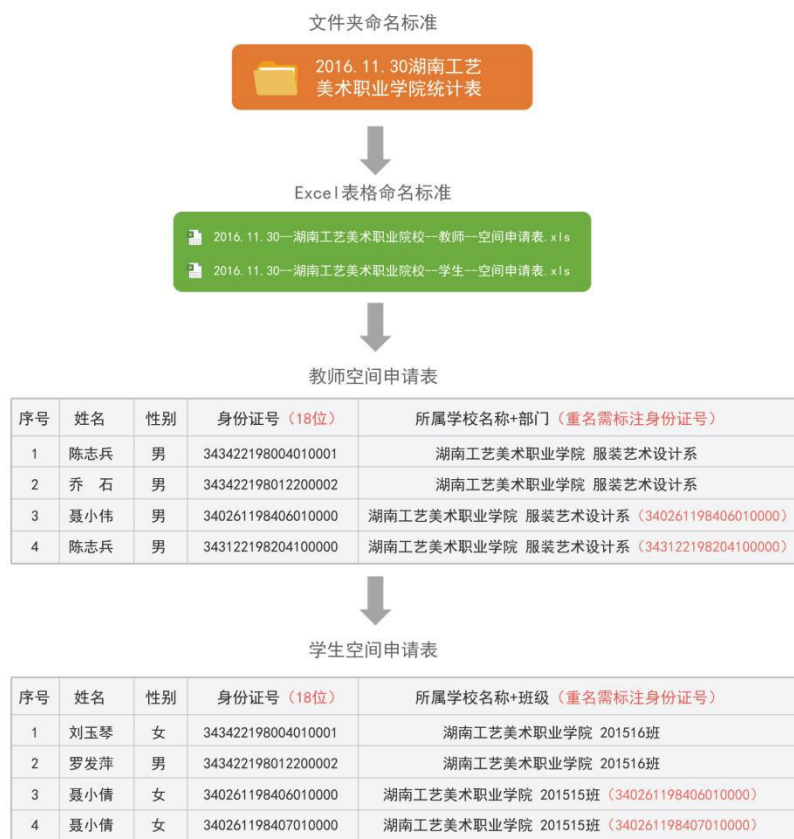 文件夹命名标准
2016.11.30湖南工艺
美术职业学院统计表
Excel表格命名标准
2016.11.30--湖南工艺美术职业院校--教师--空间申请表.xls
2016.11.30--湖南工艺美术职业院校--学生--空间申请表.xls
教师空间申请表
序号 姓名 性别 身份证号（18位） 所属学校名称+部门（重名需标注身份证号）
1 陈志兵 男 343422198004010001 湖南工艺美术职业学院 服装艺术设计系
2 乔 石 男 343422198012200002 湖南工艺美术职业学院 服装艺术设计系
3 聂小伟 男 340261198406010000 湖南工艺美术职业学院 服装艺术设计系（340261198406010000）
4 陈志兵 男 343122198204100000 湖南工艺美术职业学院 服装艺术设计系（343122198204100000）
学生空间申请表
序号 姓名 性别 身份证号（18位） 所属学校名称+班级（重名需标注身份证号）
1 刘玉琴 女 343422198004010001 湖南工艺美术职业学院 201516班
2 罗发萍 男 343422198012200002 湖南工艺美术职业学院 201516班
3 聂小倩 女 340261198406010000 湖南工艺美术职业学院 201515班（340261198406010000）
4 聂小倩 女 340261198407010000 湖南工艺美术职业学院 201515班（340261198407010000）